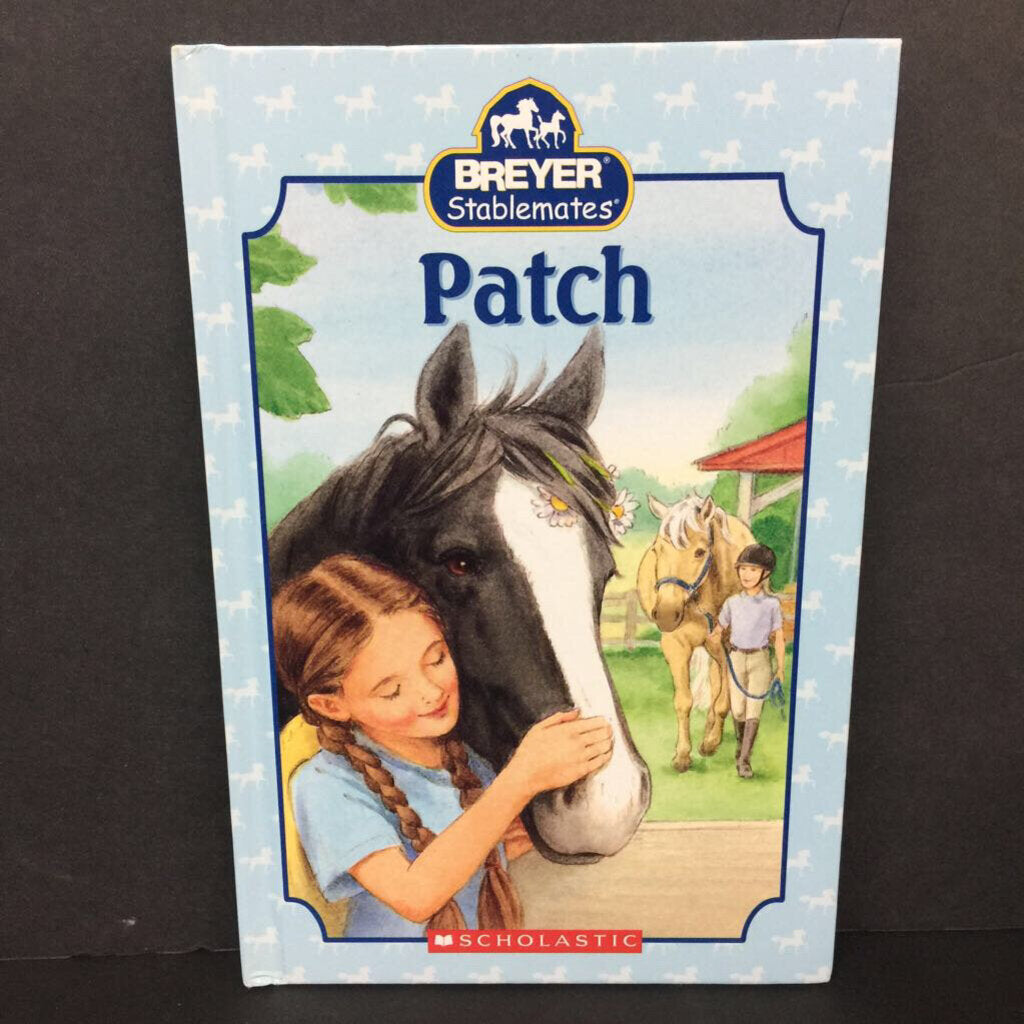 BREYER®
Stablemates®
Patch
SCHOLASTIC